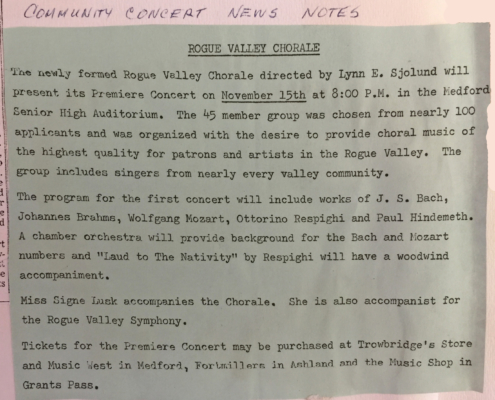 COMMUNITY CONCERT NEWS NOTES
ROGUE VALLEY CHORALE
The newly formed Rogue Valley Chorale directed by Lynn E. Sjolund will
present its Premiere Concert on November 15th at 8:00 P.M. in the Medford
Senior High Auditorium. The 45 member group was chosen from nearly 100
applicants and was organized with the desire to provide choral music of
the highest quality for patrons and artists in the Rogue Valley. The
group includes singers from nearly every valley community.
The program for the first concert will include works of J. S. Bach,
Johannes Brahms, Wolfgang Mozart, Ottorino Respighi and Paul Hindemeth.
A chamber orchestra will provide background for the Bach and Mozart
numbers and "Laud to The Nativity" by Respighi will have a woodwind
accompaniment.
Miss Signe Lusk accompanies the Chorale. She is also accompanist for
the Rogue Valley Symphony.
Tickets for the Premiere Concert may be purchased at Trowbridge's Store
and Music West in Medford, Fortmillers in Ashland and the Music Shop in
Grants Pass.